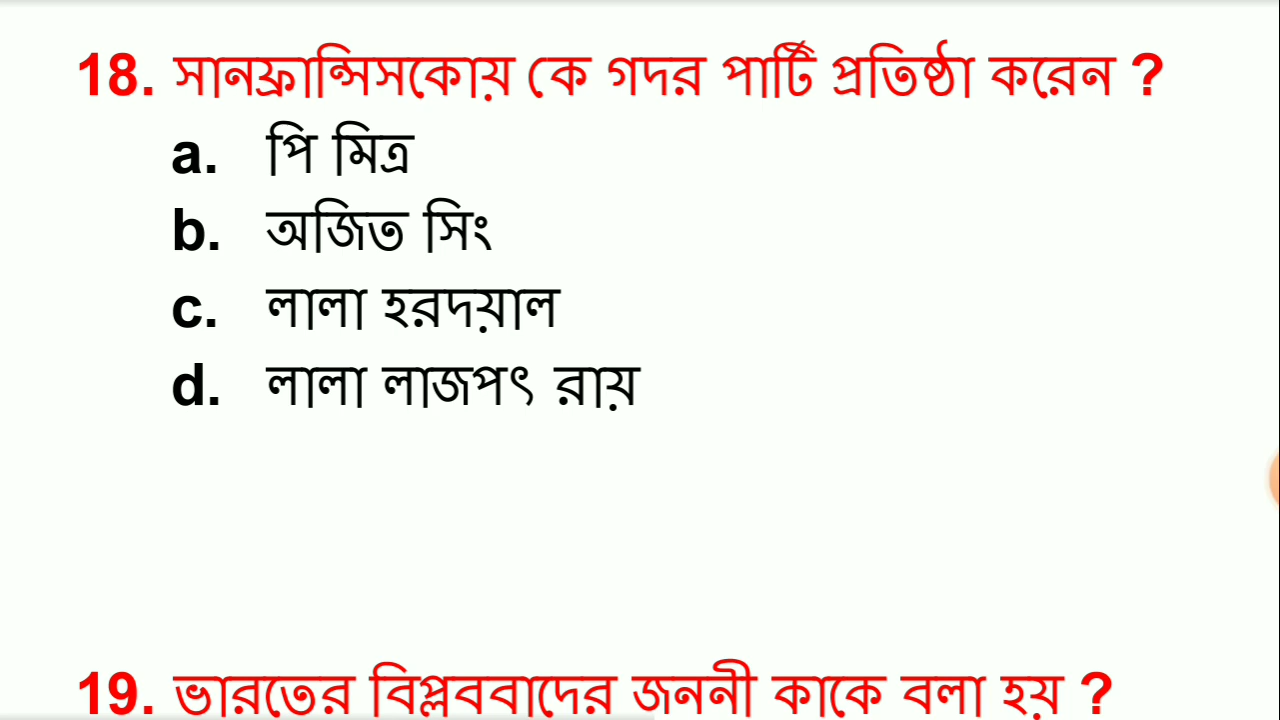 18. সানফ্রান্সিসকোয় কে গদর পার্টি প্রতিষ্ঠা করেন ?
a. পি মিত্র
b. অজিত সিং
c. লালা হরদয়াল
d. লালা লাজপৎ রায়
19. ভারতের বিপ্লববাদের জননী কাকে বলা হয় ?